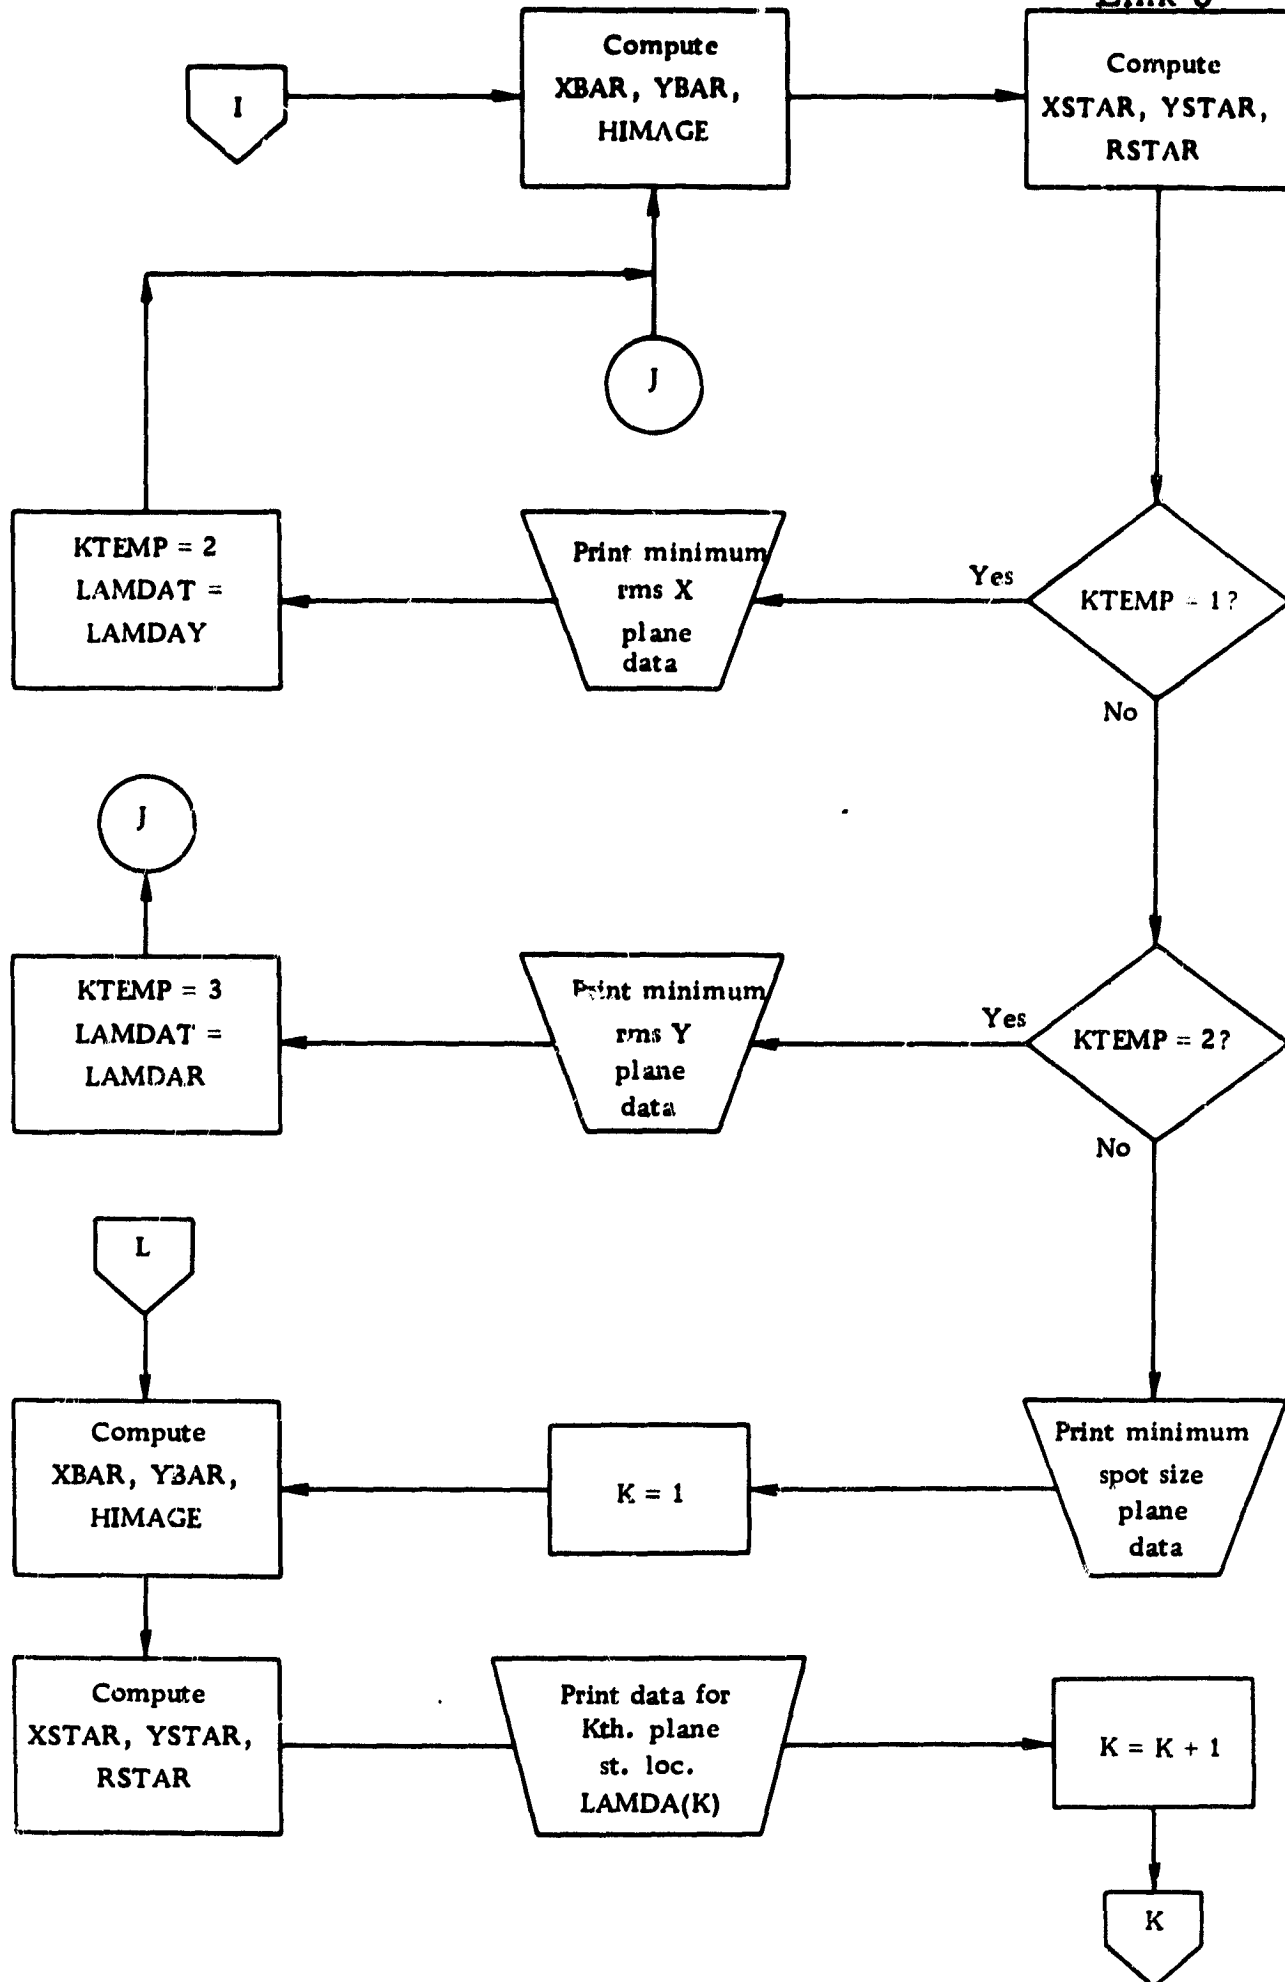 I
Compute
XBAR, YBAR,
HIMAGE
Compute
XSTAR, YSTAR,
RSTAR
J
KTEMP = 2
LAMDAT =
LAMDAY
Print minimum
rms X
plane
data
Yes
KTEMP = 1?
No
J
KTEMP = 3
LAMDAT =
LAMDAR
Print minimum
rms Y
plane
data
Yes
KTEMP = 2?
No
L
Compute
XBAR, YBAR,
HIMAGE
K = 1
Print minimum
spot size
plane
data
Compute
XSTAR, YSTAR,
RSTAR
Print data for
Kth. plane
st. loc.
LAMDA(K)
K = K + 1
K